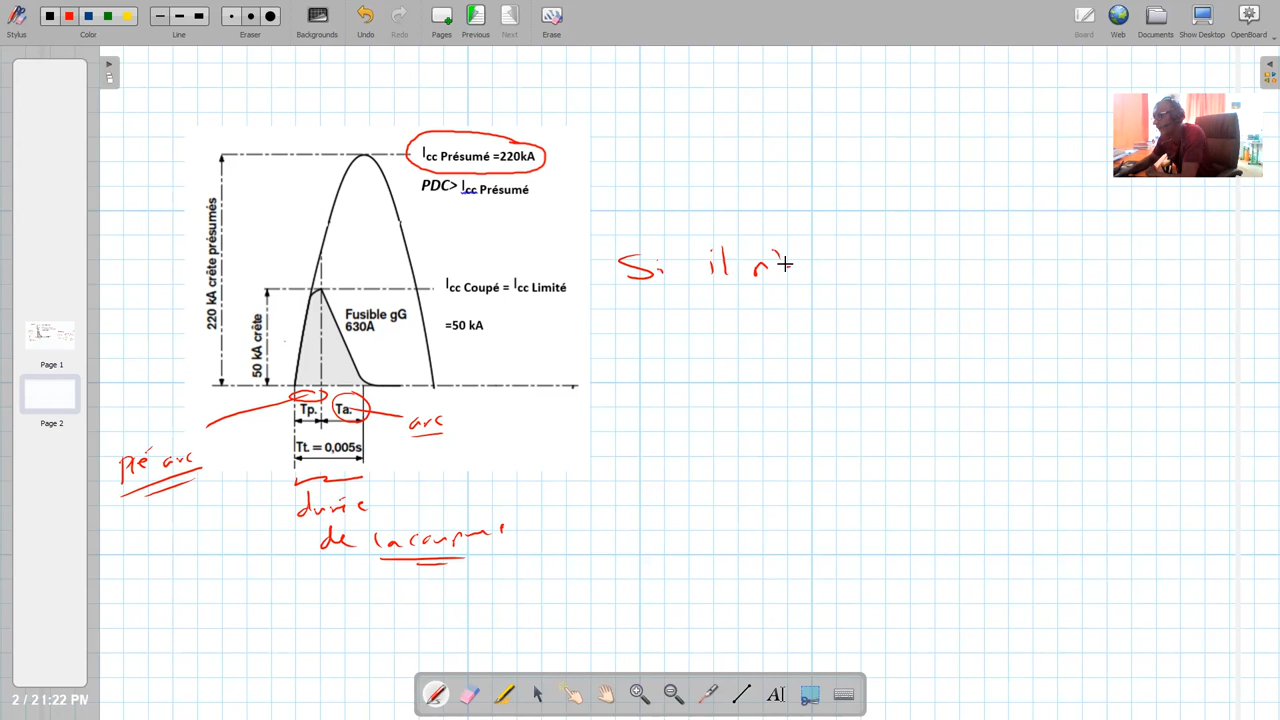 Stylus
Color
Line
Eraser
Backgrounds
Undo
Redo
Pages
Previous
Next
Erase
Board
Web
Documents
Show Desktop
OpenBoard
Page 1
Page 2
2 / 21:22 PM
Icc Présumé =220kA
PDC> Icc Présumé
220 kA crête présumés
Si il n'
Icc Coupé = Icc Limité
Fusible gG
630A
=50 kA
50 kA crête
Tp.
Ta.
arc
Tt. = 0,005s
pré arc
durée
de la